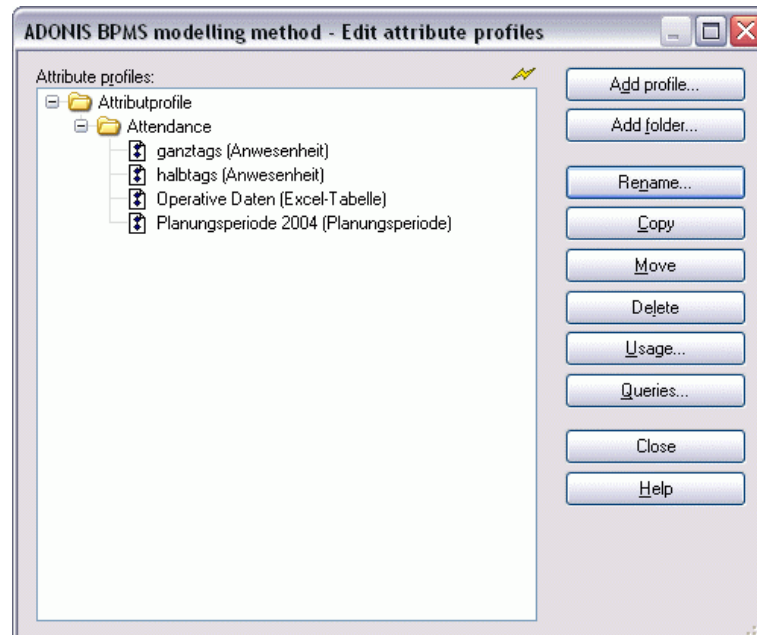 ADONIS BPMS modelling method - Edit attribute profiles
Attribute profiles:
Attributprofile
Attendance
ganztags (Anwesenheit)
halbtags (Anwesenheit)
Operative Daten (Excel-Tabelle)
Planungsperiode 2004 (Planungsperiode)
Add profile...
Add folder...
Rename...
Copy
Move
Delete
Usage...
Queries...
Close
Help